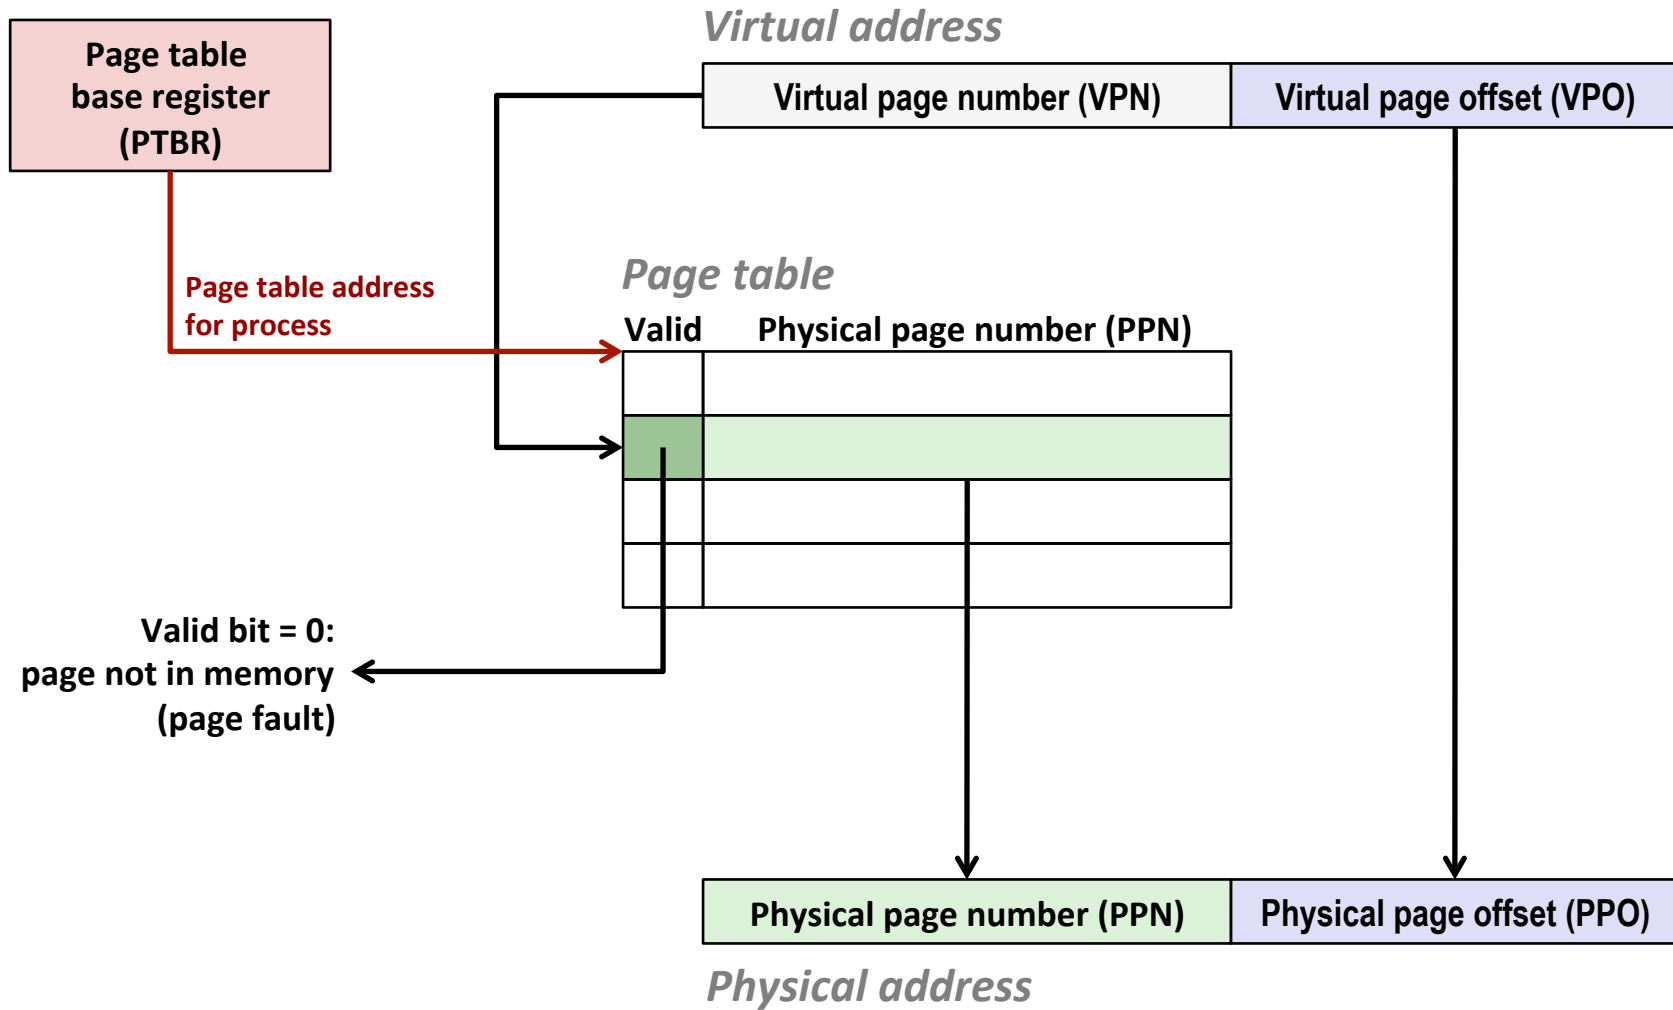 Virtual address
Page table
base register
(PTBR)
Virtual page number (VPN)
Virtual page offset (VPO)
Page table address
for process
Page table
Valid
Physical page number (PPN)
Valid bit = 0:
page not in memory
(page fault)
Physical page number (PPN)
Physical page offset (PPO)
Physical address